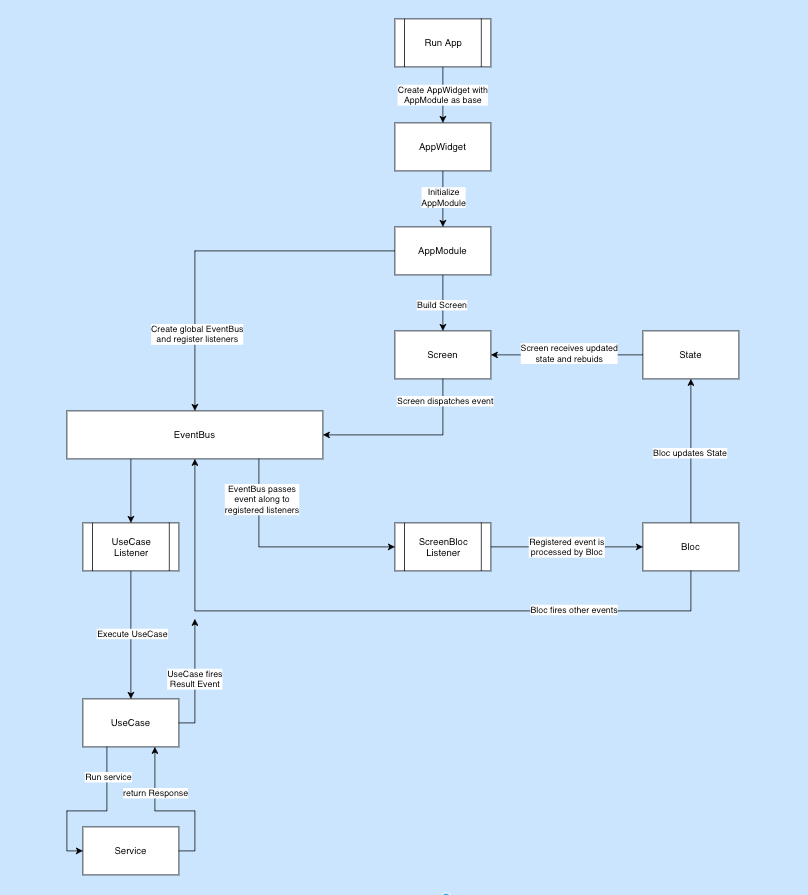 Run App
Create AppWidget with
AppModule as base
AppWidget
Initialize
AppModule
AppModule
Build Screen
Create global EventBus
and register listeners
Screen
Screen receives updated
state and rebuids
State
Screen dispatches event
EventBus
Bloc updates State
EventBus passes
event along to
registered listeners
UseCase
Listener
ScreenBloc
Listener
Registered event is
processed by Bloc
Bloc
Bloc fires other events
Execute UseCase
UseCase fires
Result Event
UseCase
Run service
return Response
Service